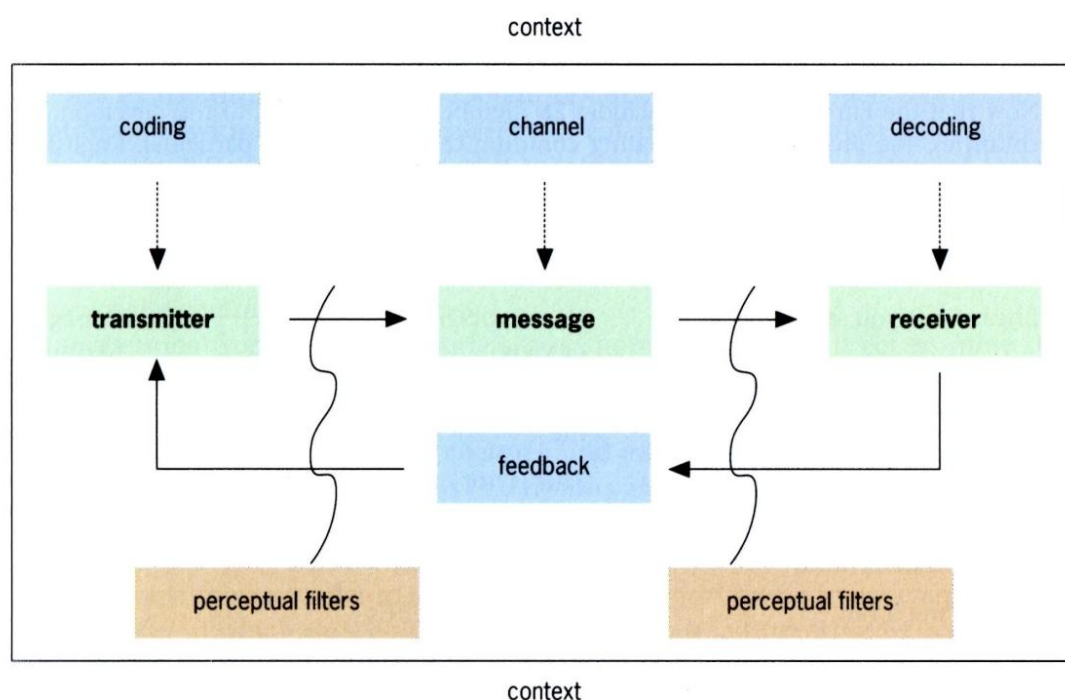 context
coding
channel
decoding
transmitter
message
receiver
feedback
perceptual filters
perceptual filters
context